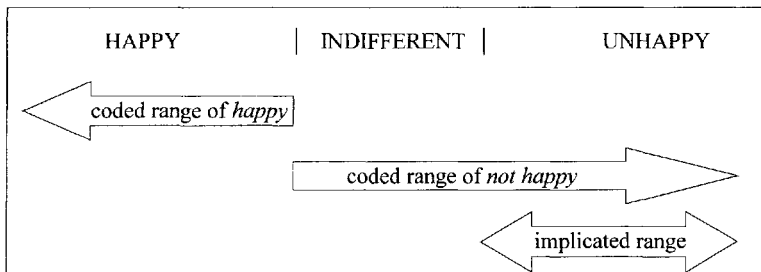 HAPPY | INDIFFERENT | UNHAPPY
coded range of happy
coded range of not happy
implicated range